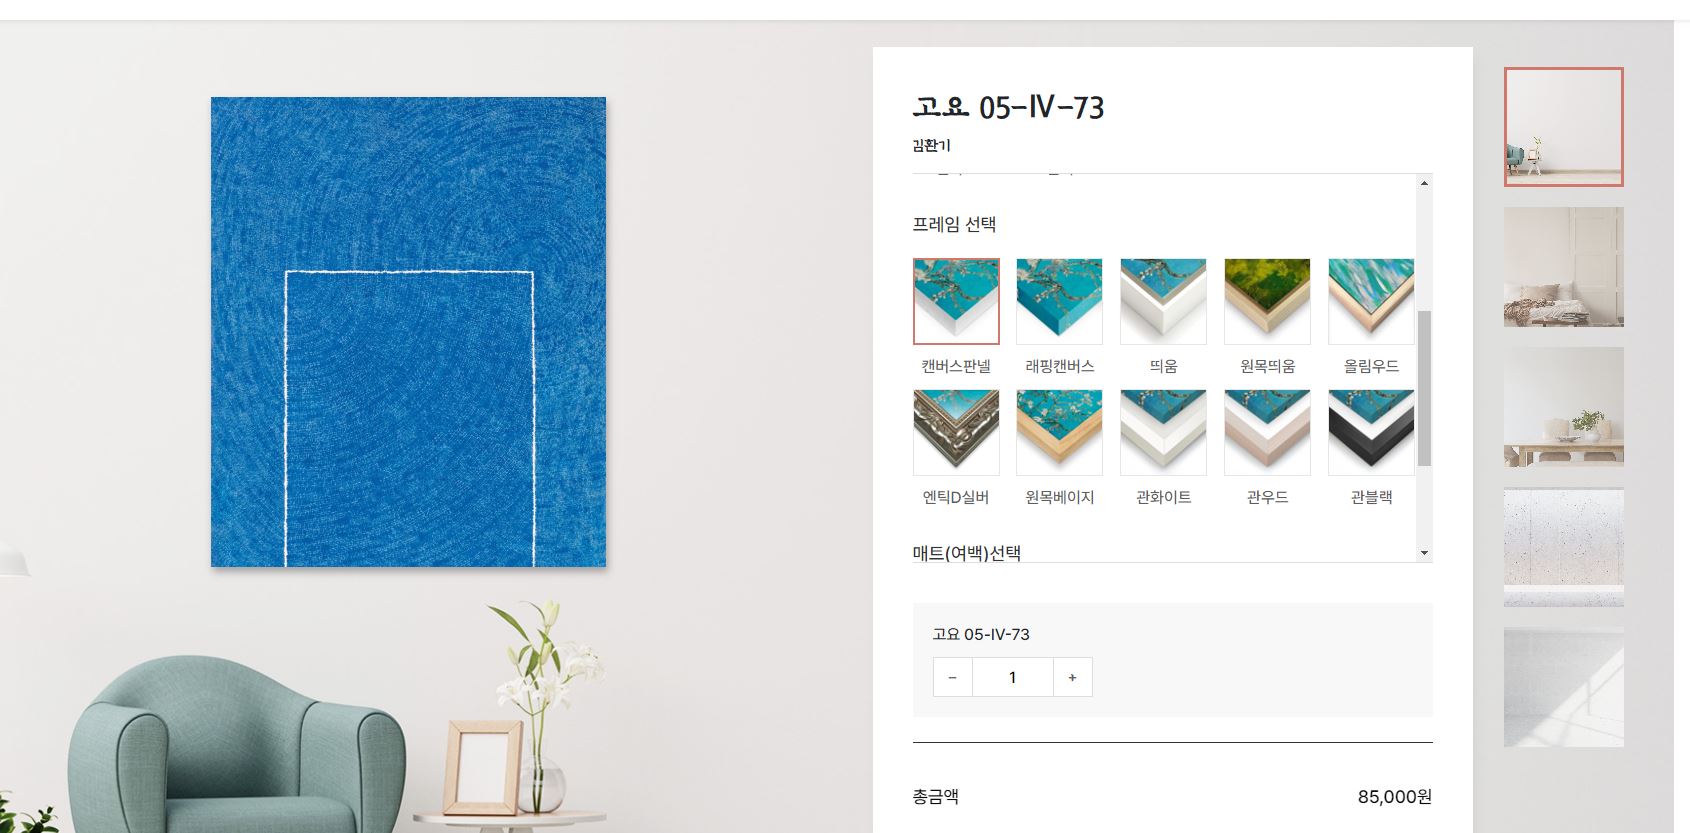 고요 05-Ⅳ-73
김환기
프레임 선택
캔버스판넬 래핑캔버스 띄움 원목띄움 올림우드
엔틱D실버 원목베이지 관화이트 관우드 관블랙
매트(여백)선택
고요 05-Ⅳ-73
− 1 +
총금액 85,000원